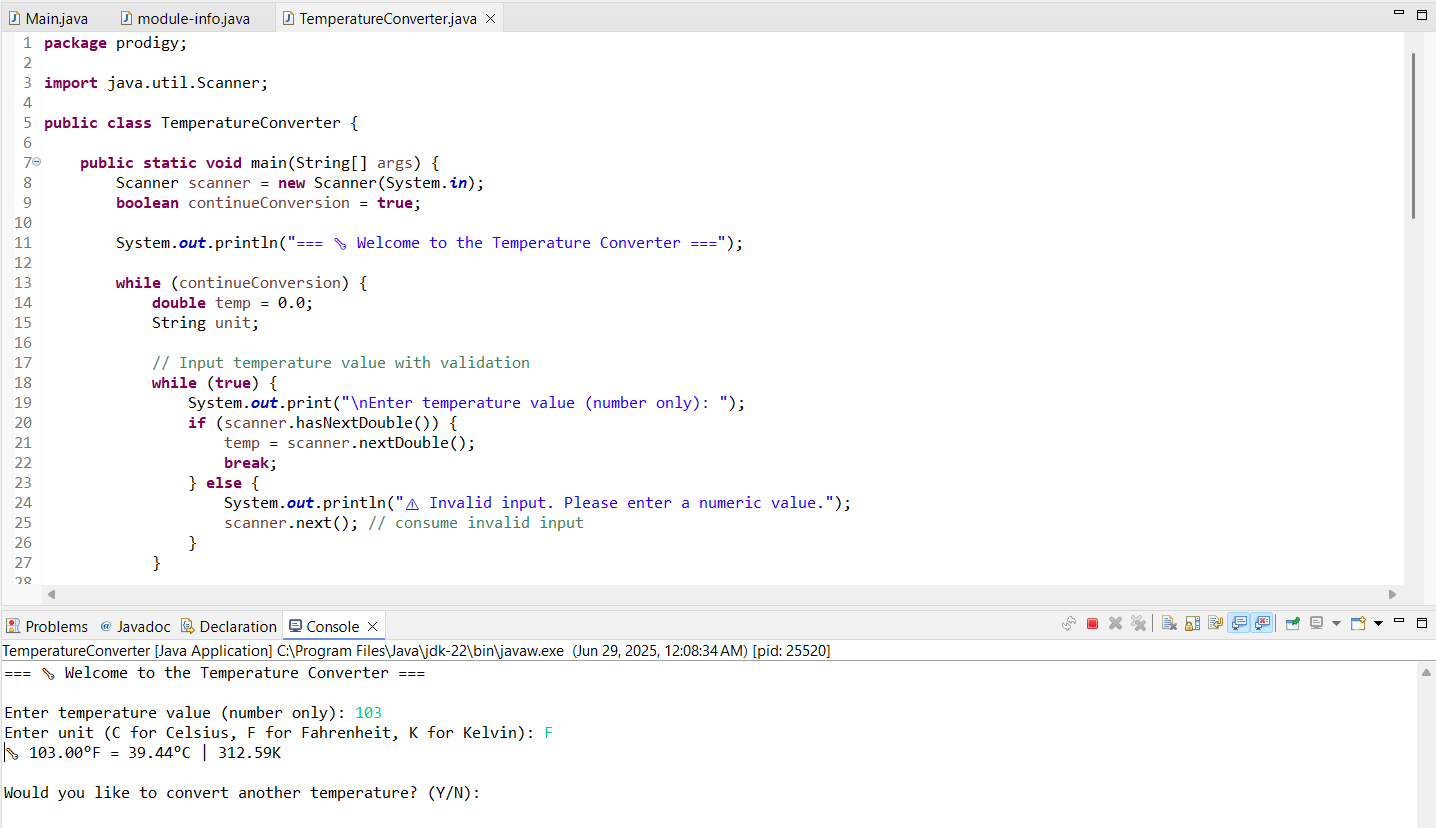 Main.java module-info.java TemperatureConverter.java
1 package prodigy;
2
3 import java.util.Scanner;
4
5 public class TemperatureConverter {
6
7 public static void main(String[] args) {
8 Scanner scanner = new Scanner(System.in);
9 boolean continueConversion = true;
10
11 System.out.println("=== 🌡 Welcome to the Temperature Converter ===");
12
13 while (continueConversion) {
14 double temp = 0.0;
15 String unit;
16
17 // Input temperature value with validation
18 while (true) {
19 System.out.print("\nEnter temperature value (number only): ");
20 if (scanner.hasNextDouble()) {
21 temp = scanner.nextDouble();
22 break;
23 } else {
24 System.out.println("⚠ Invalid input. Please enter a numeric value.");
25 scanner.next(); // consume invalid input
26 }
27 }
28
Problems @ Javadoc Declaration Console
TemperatureConverter [Java Application] C:\Program Files\Java\jdk-22\bin\javaw.exe (Jun 29, 2025, 12:08:34 AM) [pid: 25520]
=== 🌡 Welcome to the Temperature Converter ===
Enter temperature value (number only): 103
Enter unit (C for Celsius, F for Fahrenheit, K for Kelvin): F
🌡 103.00°F = 39.44°C | 312.59K
Would you like to convert another temperature? (Y/N):